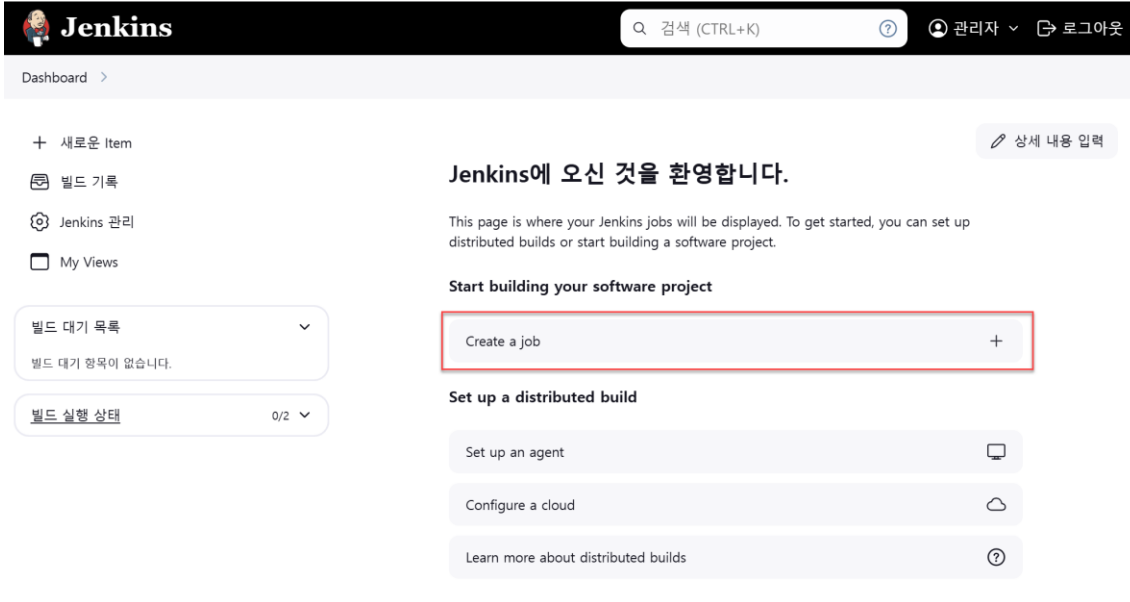 Jenkins
검색 (CTRL+K)
관리자
로그아웃
Dashboard
새로운 Item
빌드 기록
Jenkins 관리
My Views
빌드 대기 목록
빌드 대기 항목이 없습니다.
빌드 실행 상태
0/2
상세 내용 입력
Jenkins에 오신 것을 환영합니다.
This page is where your Jenkins jobs will be displayed. To get started, you can set up
distributed builds or start building a software project.
Start building your software project
Create a job
Set up a distributed build
Set up an agent
Configure a cloud
Learn more about distributed builds